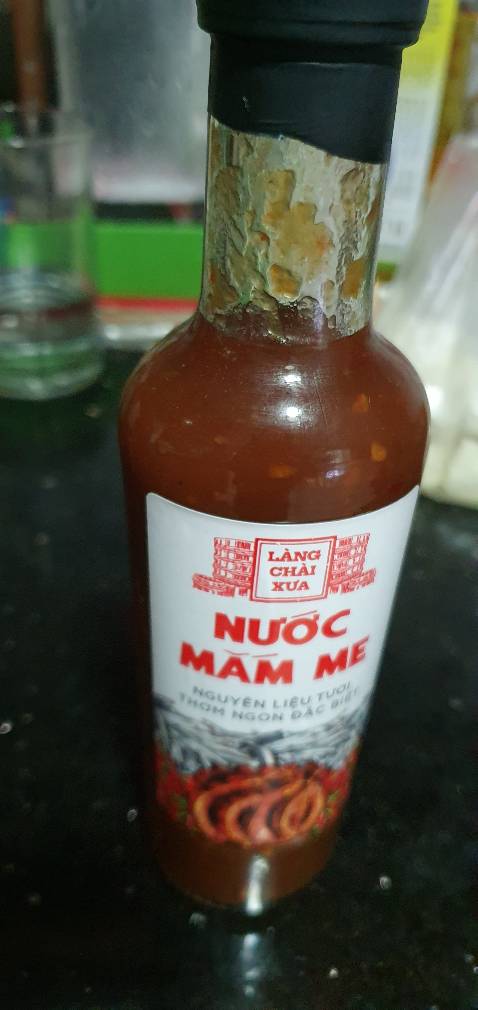 LÀNG
CHÀI
XƯA
NƯỚC
MẮM ME
NGUYÊN LIỆU TƯƠI,
THƠM NGON ĐẶC BIỆT